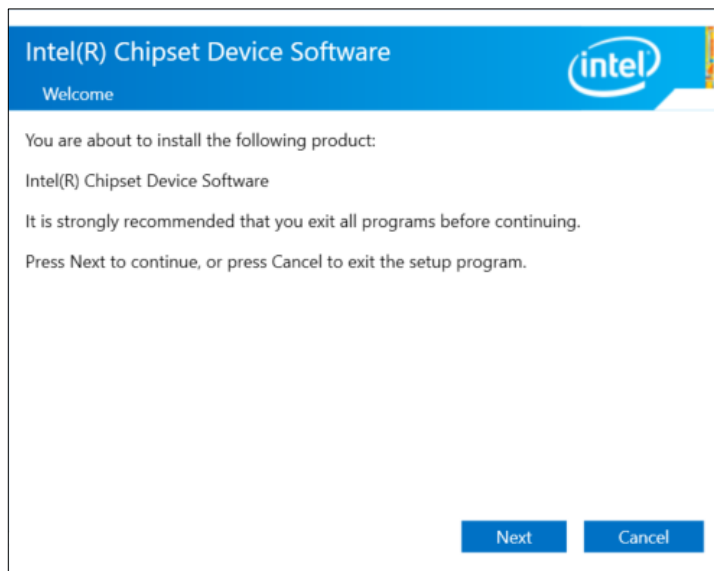 Intel(R) Chipset Device Software
intel
Welcome
You are about to install the following product:
Intel(R) Chipset Device Software
It is strongly recommended that you exit all programs before continuing.
Press Next to continue, or press Cancel to exit the setup program.
Next Cancel